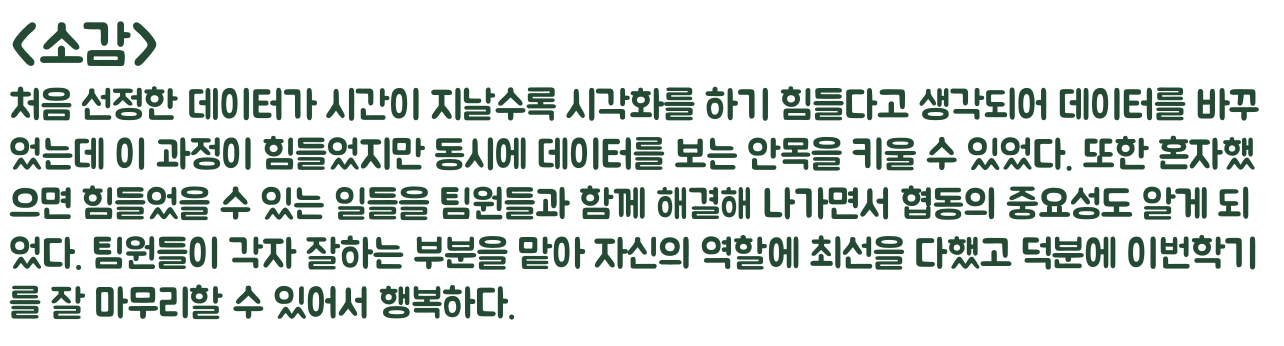 <소감>
처음 선정한 데이터가 시간이 지날수록 시각화를 하기 힘들다고 생각되어 데이터를 바꾸
었는데 이 과정이 힘들었지만 동시에 데이터를 보는 안목을 키울 수 있었다. 또한 혼자했
으면 힘들었을 수 있는 일들을 팀원들과 함께 해결해 나가면서 협동의 중요성도 알게 되
었다. 팀원들이 각자 잘하는 부분을 맡아 자신의 역할에 최선을 다했고 덕분에 이번학기
를 잘 마무리할 수 있어서 행복하다.